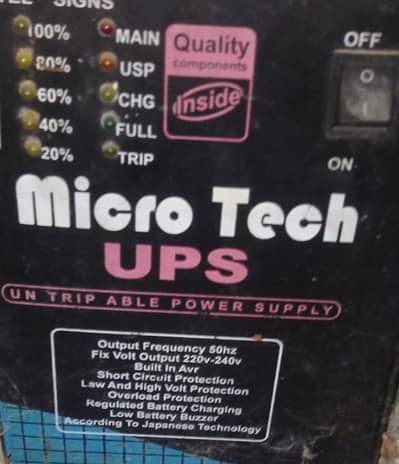 SIGNS
100% MAIN
80% USP
60% CHG
40% FULL
20% TRIP
Quality
components
Inside
OFF
O
I
ON
Micro Tech
UPS
UN TRIP ABLE POWER SUPPLY
Output Frequency 50hz
Fix Volt Output 220v-240v
Built In Avr
Short Circuit Protection
Law And High Volt Protection
Overload Protection
Regulated Battery Charging
Low Battery Buzzer
According To Japanese Technology